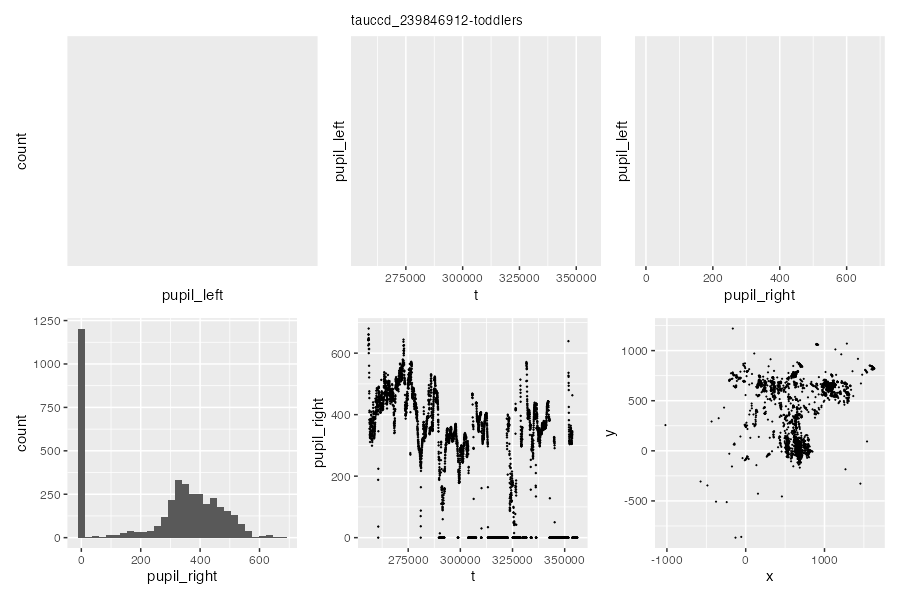 tauccd_239846912-toddlers
count
pupil_left
pupil_left
275000 300000 325000 350000
t
pupil_left
0 200 400 600
pupil_right
1250
1000
750
500
250
0
count
0 200 400 600
pupil_right
600
400
200
0
pupil_right
275000 300000 325000 350000
t
1000
500
0
-500
y
-1000 0 1000
x